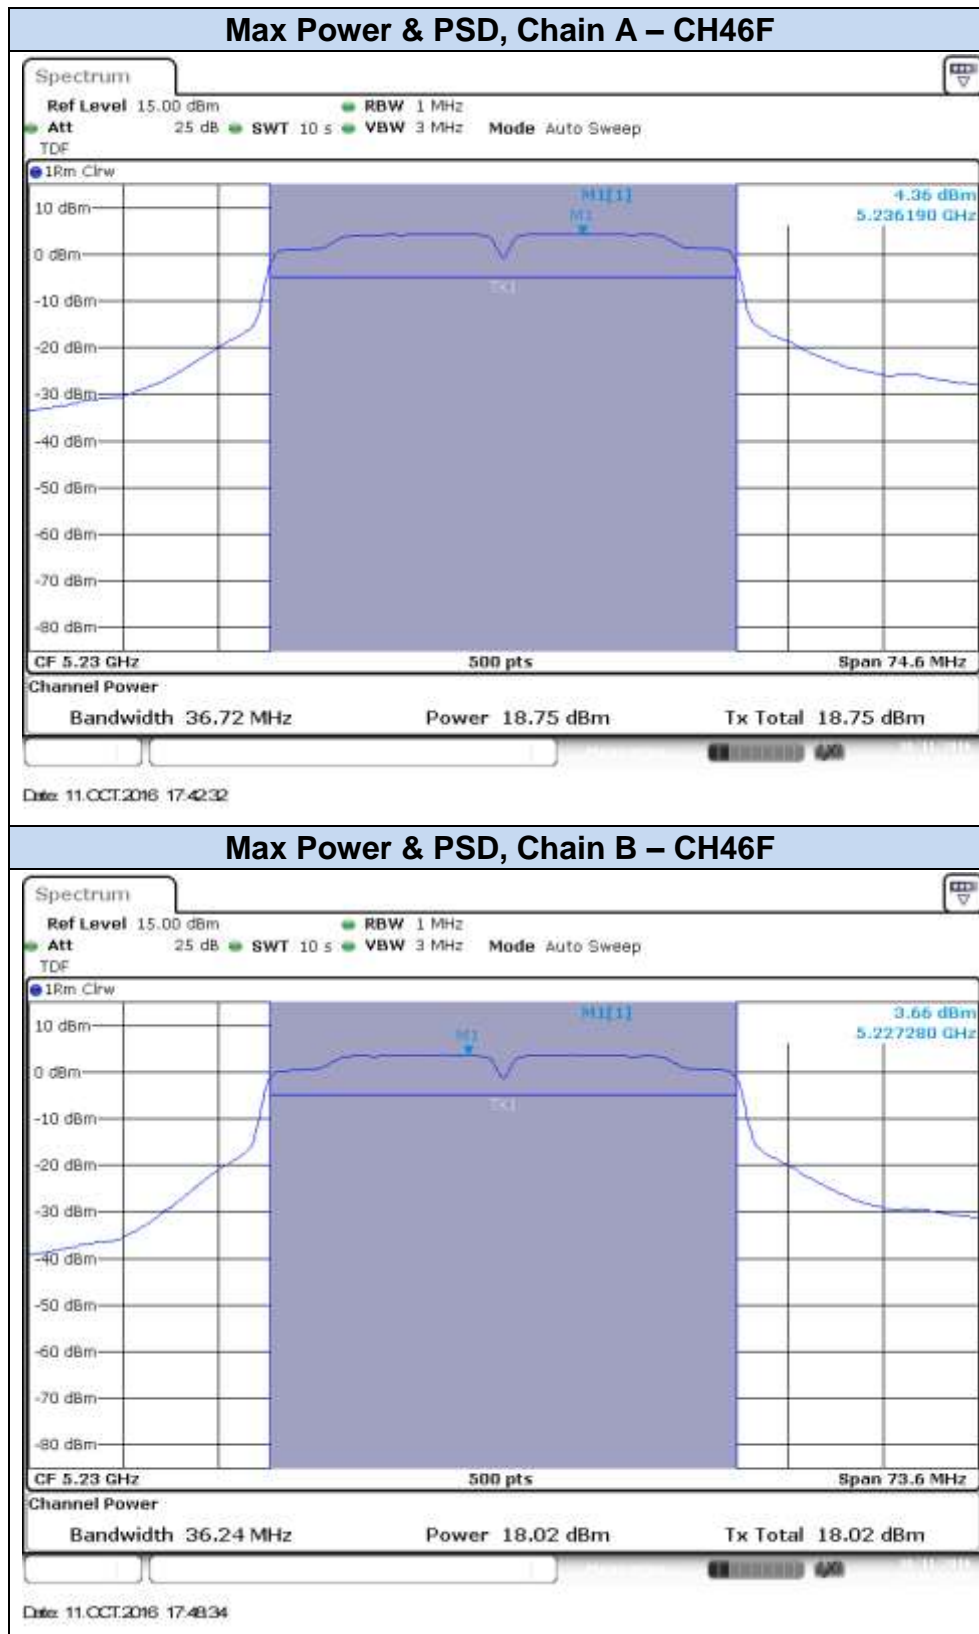 Max Power & PSD, Chain A – CH46F
Spectrum
Ref Level 15.00 dBm RBW 1 MHz
Att 25 dB SWT 10 s VBW 3 MHz Mode Auto Sweep
TDF
1Rm Clrw
M1[1] 4.36 dBm
5.236190 GHz
10 dBm
M1
0 dBm
TX1
-10 dBm
-20 dBm
-30 dBm
-40 dBm
-50 dBm
-60 dBm
-70 dBm
-80 dBm
CF 5.23 GHz 500 pts Span 74.6 MHz
Channel Power
Bandwidth 36.72 MHz Power 18.75 dBm Tx Total 18.75 dBm
Date: 11.OCT.2016 17:42:32
Max Power & PSD, Chain B – CH46F
Spectrum
Ref Level 15.00 dBm RBW 1 MHz
Att 25 dB SWT 10 s VBW 3 MHz Mode Auto Sweep
TDF
1Rm Clrw
M1[1] 3.66 dBm
5.227280 GHz
10 dBm
M1
0 dBm
TX1
-10 dBm
-20 dBm
-30 dBm
-40 dBm
-50 dBm
-60 dBm
-70 dBm
-80 dBm
CF 5.23 GHz 500 pts Span 73.6 MHz
Channel Power
Bandwidth 36.24 MHz Power 18.02 dBm Tx Total 18.02 dBm
Date: 11.OCT.2016 17:48:34